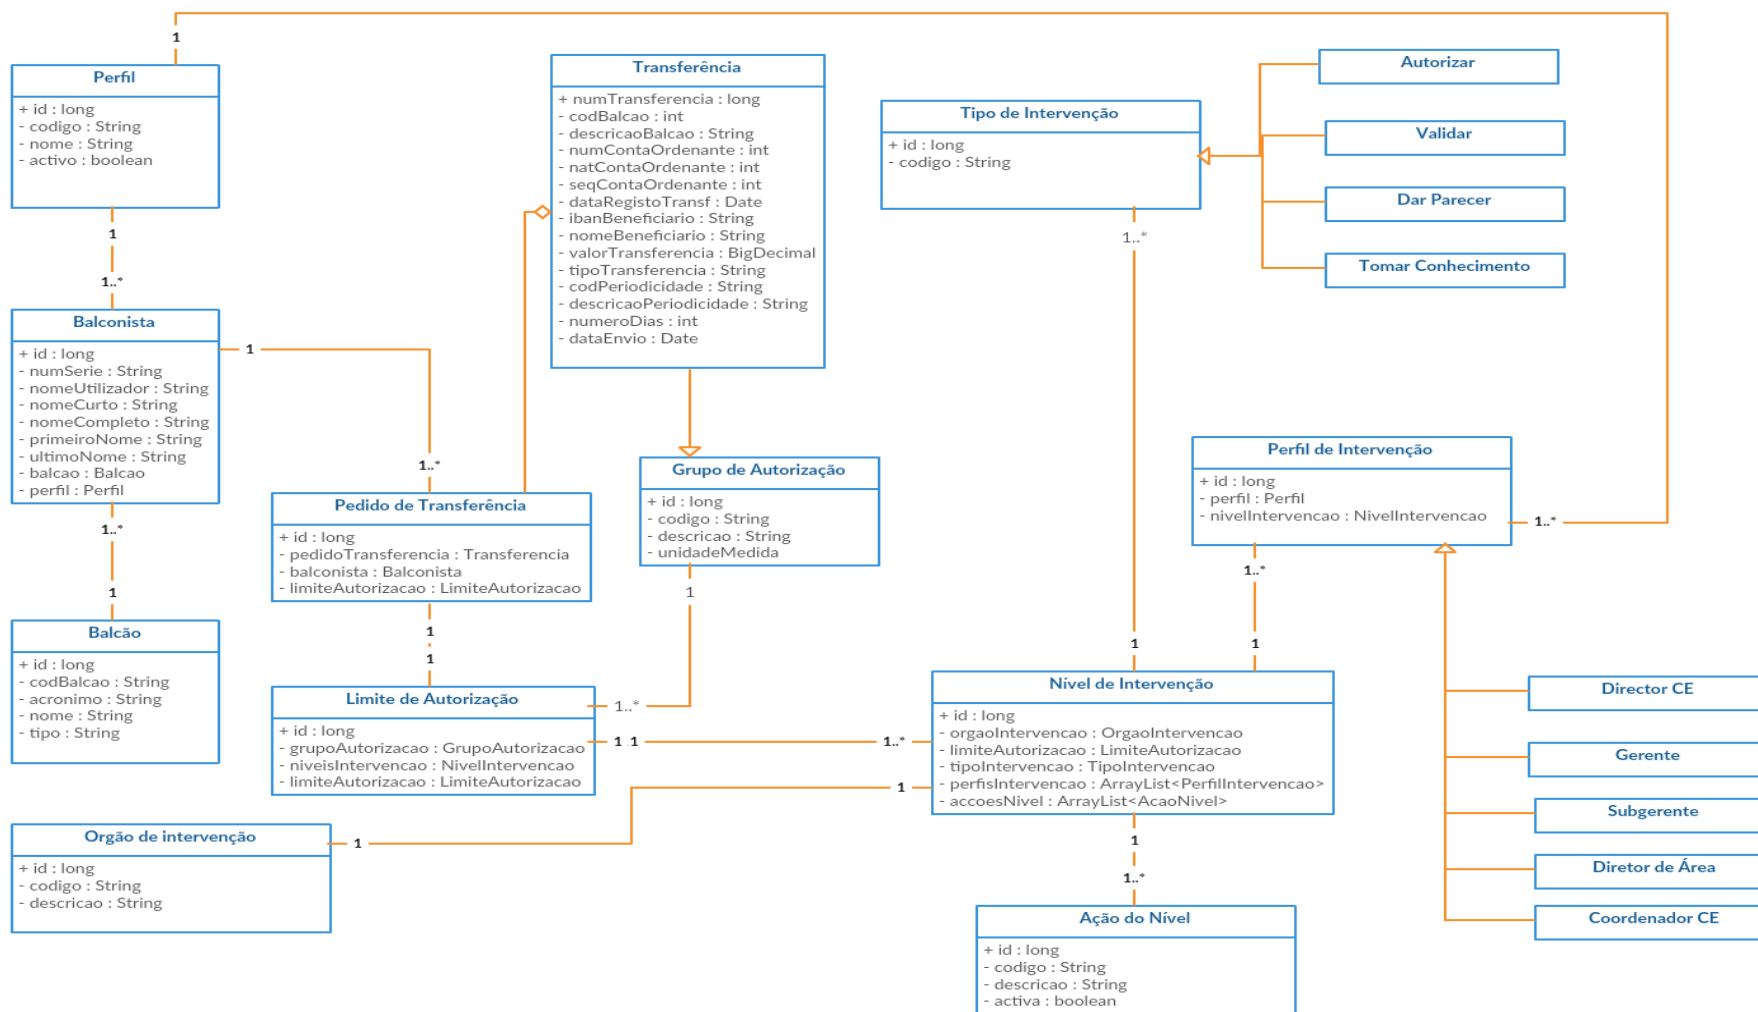 1
Perfil
+ id : long
- codigo : String
- nome : String
- activo : boolean
1
1..*
Balconista
+ id : long
- numSerie : String
- nomeUtilizador : String
- nomeCurto : String
- nomeCompleto : String
- primeiroNome : String
- ultimoNome : String
- balcao : Balcao
- perfil : Perfil
1
1..*
1..*
1
Balcão
+ id : long
- codBalcao : String
- acronimo : String
- nome : String
- tipo : String
Transferência
+ numTransferencia : long
- codBalcao : int
- descricaoBalcao : String
- numContaOrdenante : int
- natContaOrdenante : int
- seqContaOrdenante : int
- dataRegistoTransf : Date
- ibanBeneficiario : String
- nomeBeneficiario : String
- valorTransferencia : BigDecimal
- tipoTransferencia : String
- codPeriodicidade : String
- descricaoPeriodicidade : String
- numeroDias : int
- dataEnvio : Date
Pedido de Transferência
+ id : long
- pedidoTransferencia : Transferencia
- balconista : Balconista
- limiteAutorizacao : LimiteAutorizacao
1
1
Grupo de Autorização
+ id : long
- codigo : String
- descricao : String
- unidadeMedida
1
1..*
Limite de Autorização
+ id : long
- grupoAutorizacao : GrupoAutorizacao
- niveisIntervencao : NivelIntervencao
- limiteAutorizacao : LimiteAutorizacao
1 1
1..*
1
1
Orgão de intervenção
+ id : long
- codigo : String
- descricao : String
Tipo de Intervenção
+ id : long
- codigo : String
1..*
1
Autorizar
Validar
Dar Parecer
Tomar Conhecimento
Perfil de Intervenção
+ id : long
- perfil : Perfil
- nivelIntervencao : NivelIntervencao
1..*
1..*
1
Nível de Intervenção
+ id : long
- orgaoIntervencao : OrgaoIntervencao
- limiteAutorizacao : LimiteAutorizacao
- tipoIntervencao : TipoIntervencao
- perfisIntervencao : ArrayList<PerfilIntervencao>
- accoesNivel : ArrayList<AcaoNivel>
1
1..*
Ação do Nível
+ id : long
- codigo : String
- descricao : String
- activa : boolean
Director CE
Gerente
Subgerente
Diretor de Área
Coordenador CE